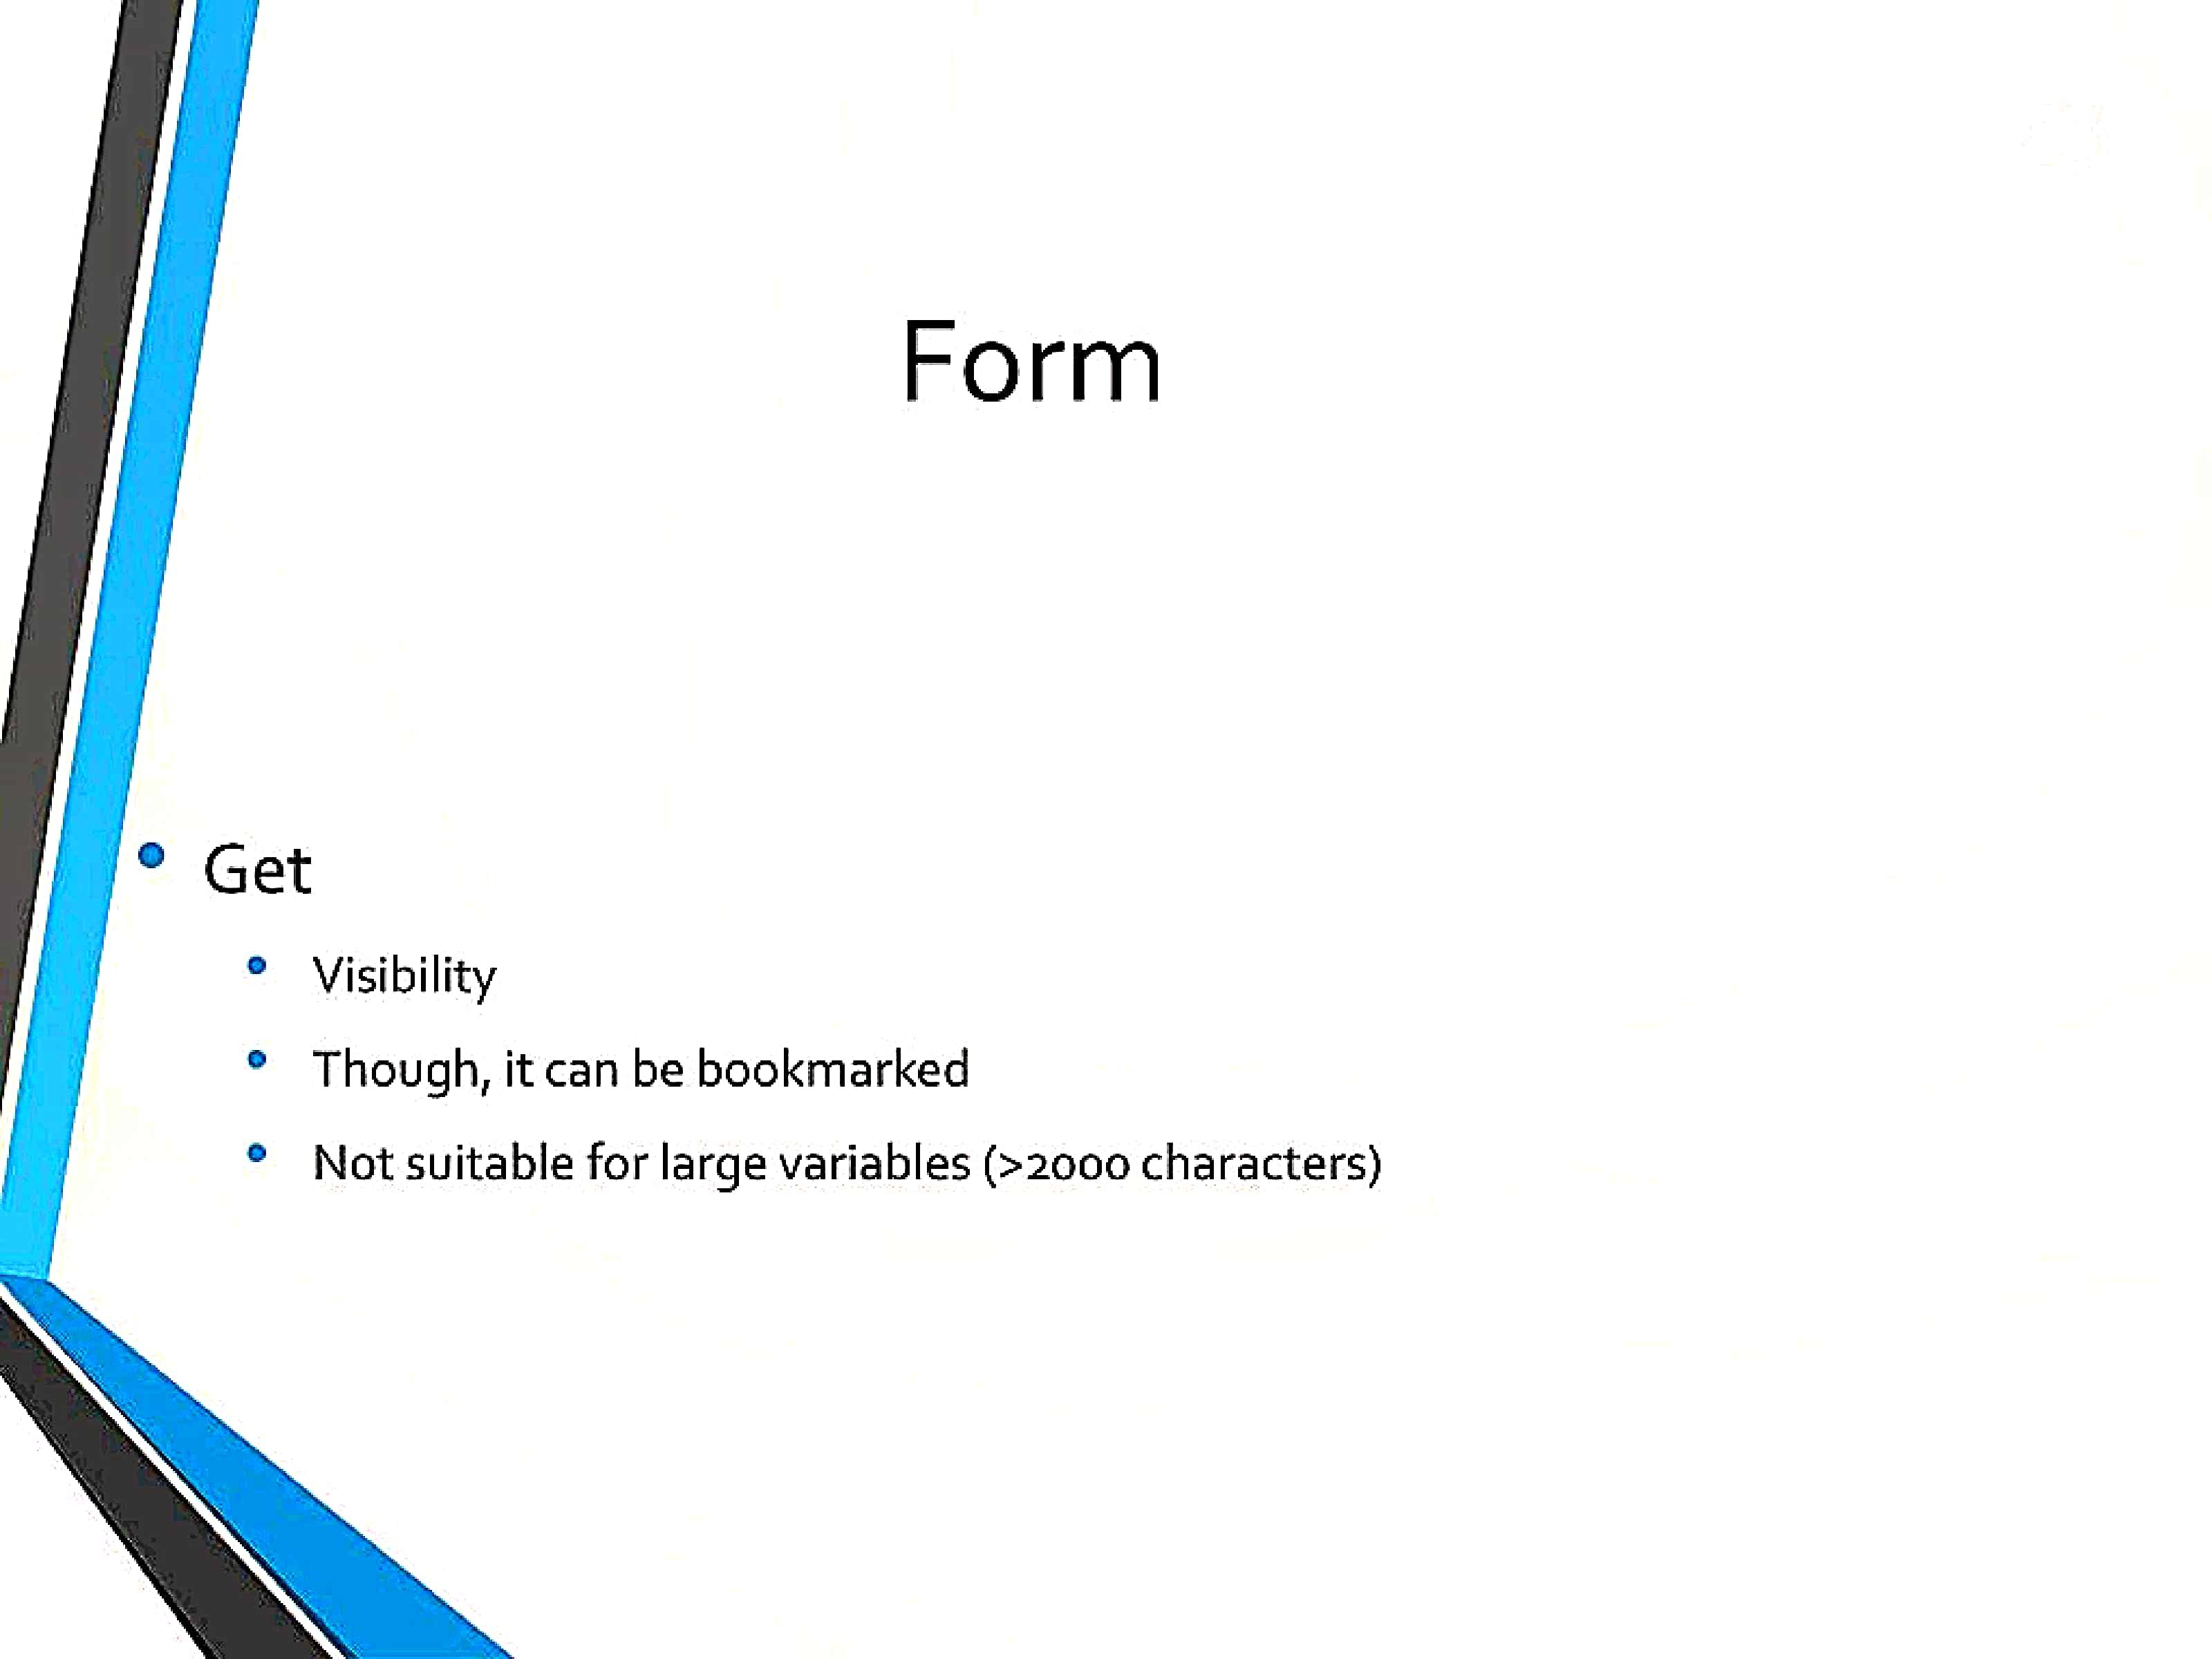 Form
Get
Visibility
Though, it can be bookmarked
Not suitable for large variables (>2000 characters)